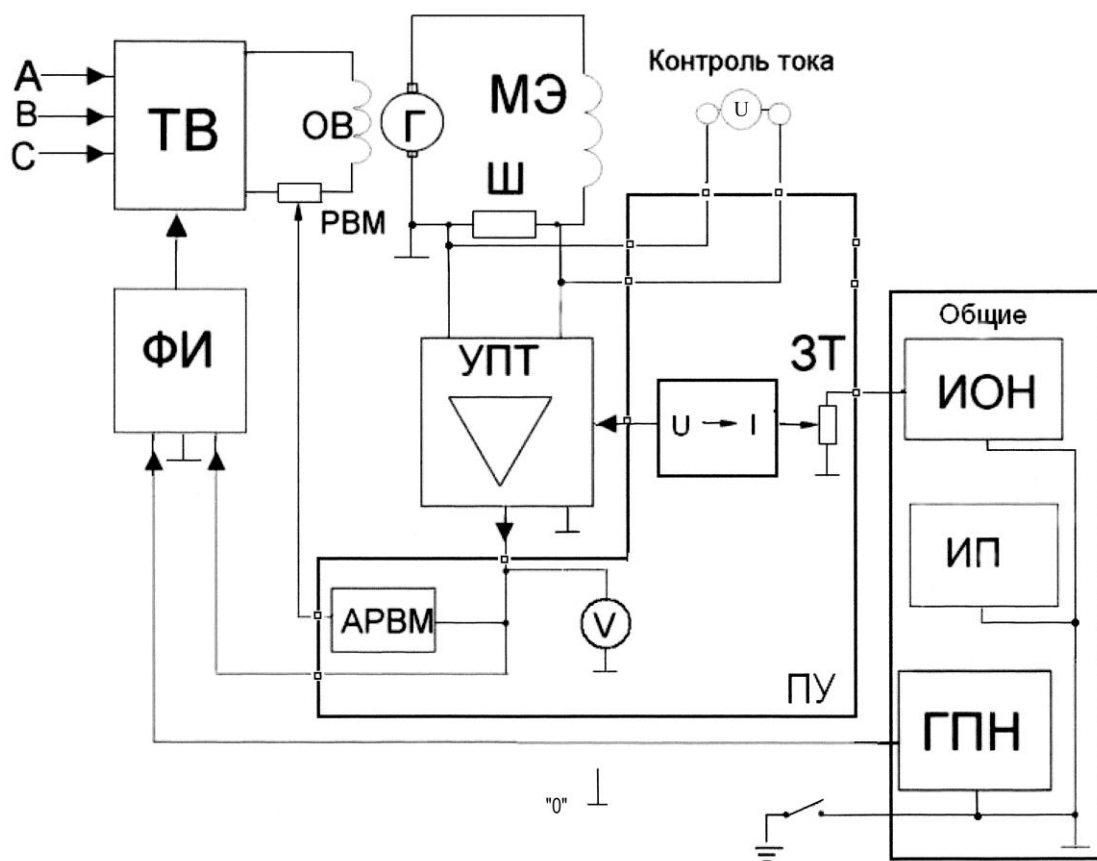 Контроль тока
U
А
В
С
ТВ
ОВ
РВМ
Г
МЭ
Ш
ФИ
УПТ
ЗТ
U I
Общие
ИОН
ИП
ГПН
АРВМ
V
ПУ
"0"